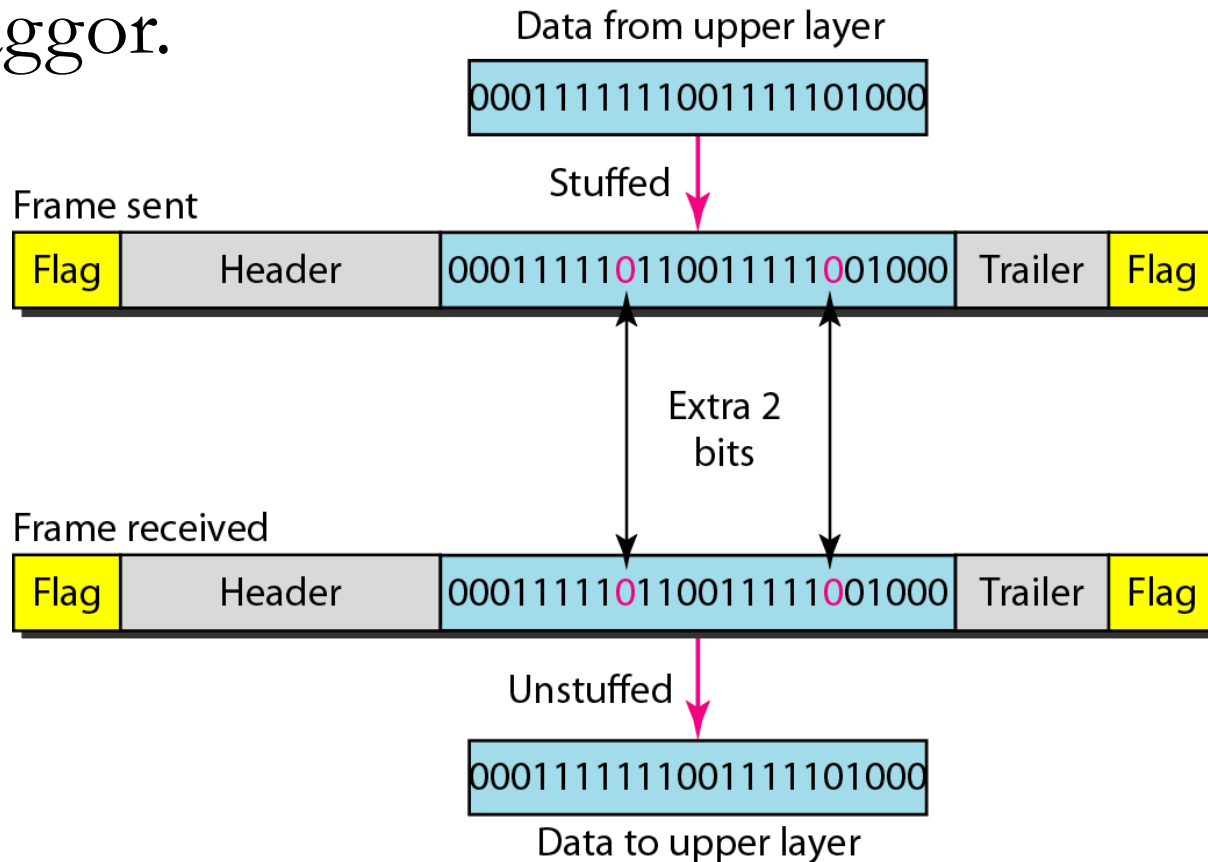 aggor.
Data from upper layer
0001111111001111101000
Stuffed
Frame sent
Flag Header 000111110110011111001000 Trailer Flag
Extra 2
bits
Frame received
Flag Header 000111110110011111001000 Trailer Flag
Unstuffed
0001111111001111101000
Data to upper layer